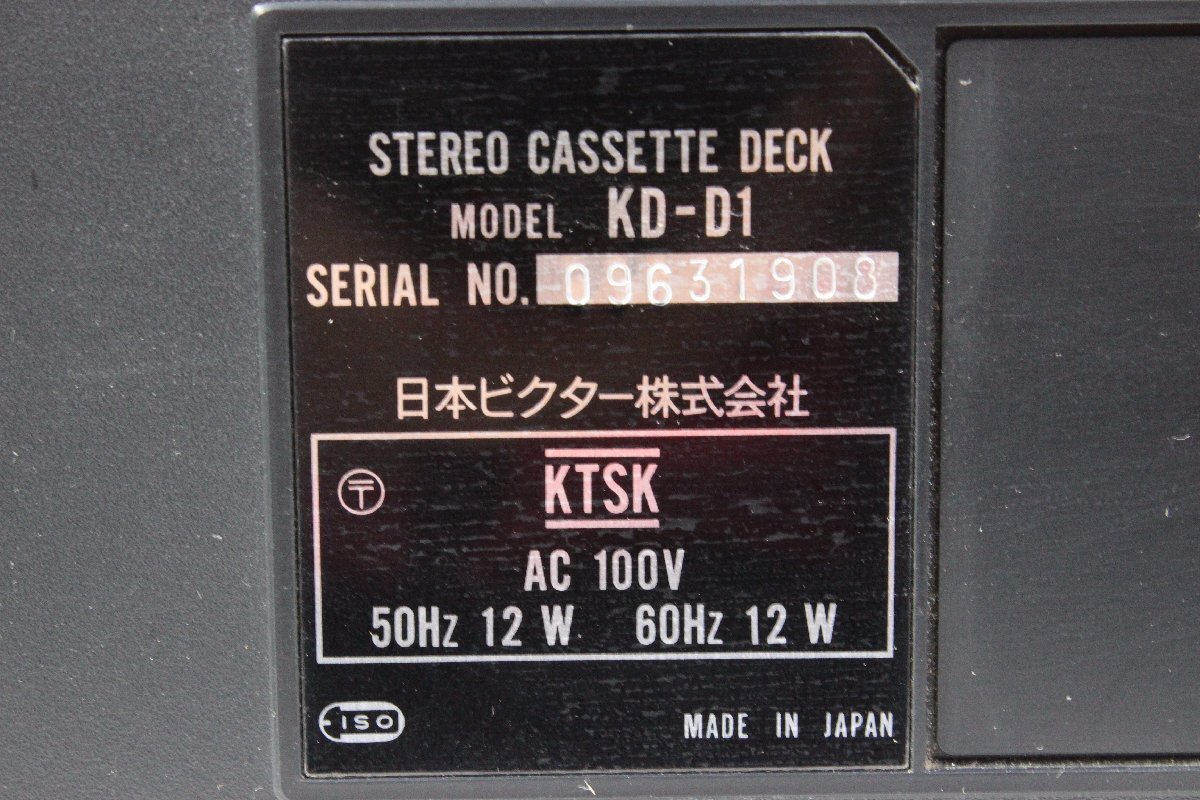 STEREO CASSETTE DECK
MODEL KD-D1
SERIAL NO. 09631908
日本ビクター株式会社
〒 KTSK
AC 100V
50Hz 12 W 60Hz 12 W
ISO MADE IN JAPAN